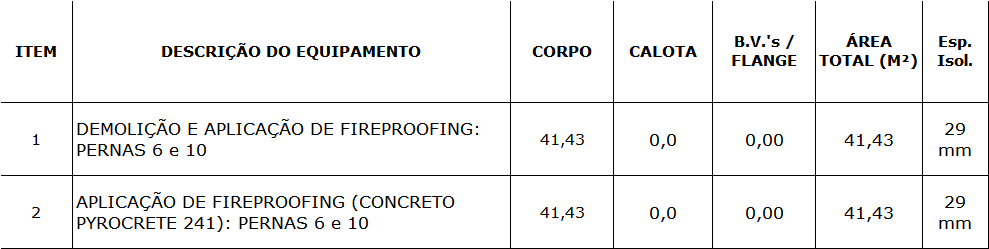 ITEM DESCRIÇÃO DO EQUIPAMENTO CORPO CALOTA B.V.'s / FLANGE ÁREA TOTAL (M²) Esp. Isol.
1 DEMOLIÇÃO E APLICAÇÃO DE FIREPROOFING: PERNAS 6 e 10 41,43 0,0 0,00 41,43 29 mm
2 APLICAÇÃO DE FIREPROOFING (CONCRETO PYROCRETE 241): PERNAS 6 e 10 41,43 0,0 0,00 41,43 29 mm